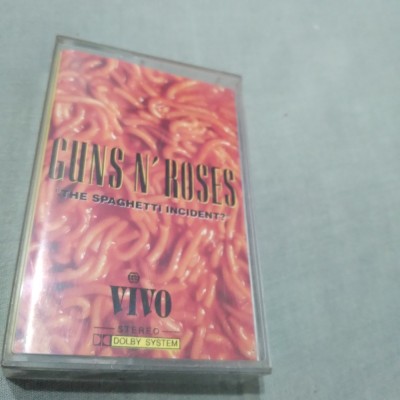 GUNS N' ROSES
"THE SPAGHETTI INCIDENT?"
VIVO
STEREO
DOLBY SYSTEM